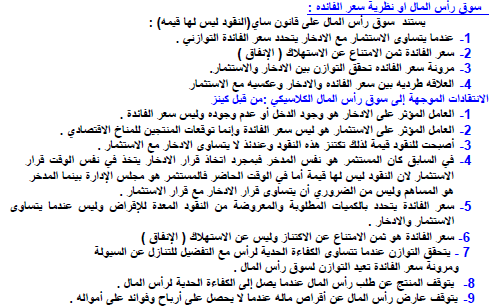 سوق رأس المال او نظرية سعر الفائده :
يستند سوق رأس المال على قانون ساي(النقود ليس لها قيمه) :
1- عندما يتساوى الاستثمار مع الادخار يتحدد سعر الفائدة التوازني .
2- سعر الفائدة ثمن الامتناع عن الاستهلاك ( الإنفاق )
3- مرونة سعر الفائده تحقق التوازن بين الادخار والاستثمار.
4- العلاقه طرديه بين سعر الفائده والادخار وعكسيه مع الاستثمار
الانتقادات الموجهة إلى سوق رأس المال الكلاسيكي :من قبل كينز
1- العامل المؤثر على الادخار هو وجود الدخل أو عدم وجوده وليس سعر الفائدة .
2- العامل المؤثر على الاستثمار هو ليس سعر الفائدة وإنما توقعات المنتجين للمناخ الاقتصادي .
3- أصبحت للنقود قيمة لذلك تكتنز هذه النقود وعندئذ لا يتساوى الادخار مع الاستثمار .
4- في السابق كان المستثمر هو نفس المدخر فبمجرد اتخاذ قرار الادخار يتخذ في نفس الوقت قرار
الاستثمار لان النقود ليس لها قيمة أما في الوقت الحاضر فالمستثمر هو مجلس الإدارة بينما المدخر
هو المساهم وليس من الضروري أن يتساوى قرار الادخار مع قرار الاستثمار .
5- سعر الفائدة يتحدد بالكميات المطلوبة والمعروضة من النقود المعدة للإقراض وليس عندما يتساوى
الاستثمار والادخار .
6- سعر الفائدة هو ثمن الامتناع عن الاكتناز وليس عن الاستهلاك ( الإنفاق )
7 - يتحقق التوازن عندما تتساوى الكفاءة الحدية لرأس مع التفضيل للتنازل عن السيولة
ومرونة سعر الفائدة تعيد التوازن لسوق رأس المال .
8- يتوقف المنتج عن طلب رأس المال عندما يصل إلى الكفاءة الحدية لرأس المال .
9- يتوقف عارض رأس المال عن أقراض ماله عندما لا يحصل على أرباح وفوائد على أمواله .